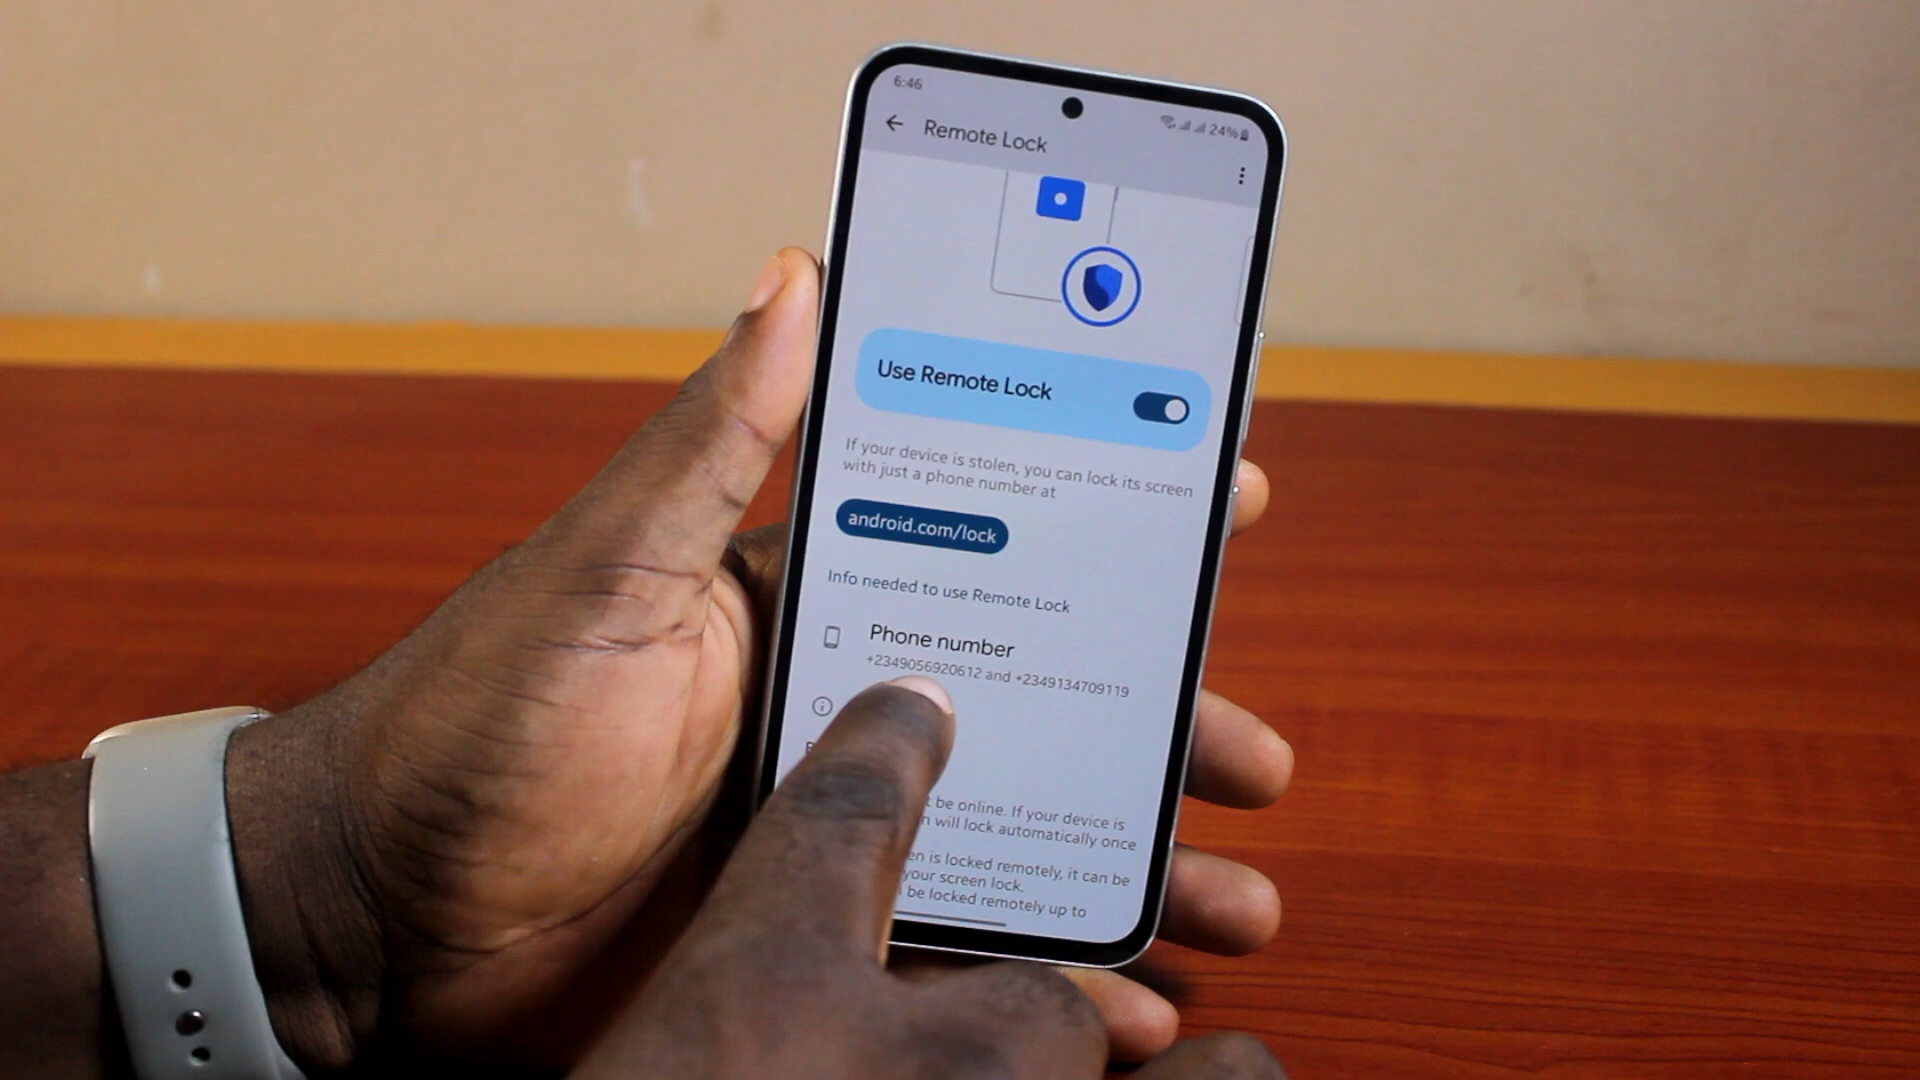 6:46
24%
Remote Lock
Use Remote Lock
If your device is stolen, you can lock its screen
with just a phone number at
android.com/lock
Info needed to use Remote Lock
Phone number
+2349056920612 and +2349134709119
be online. If your device is
will lock automatically once
is locked remotely, it can be
your screen lock.
be locked remotely up to